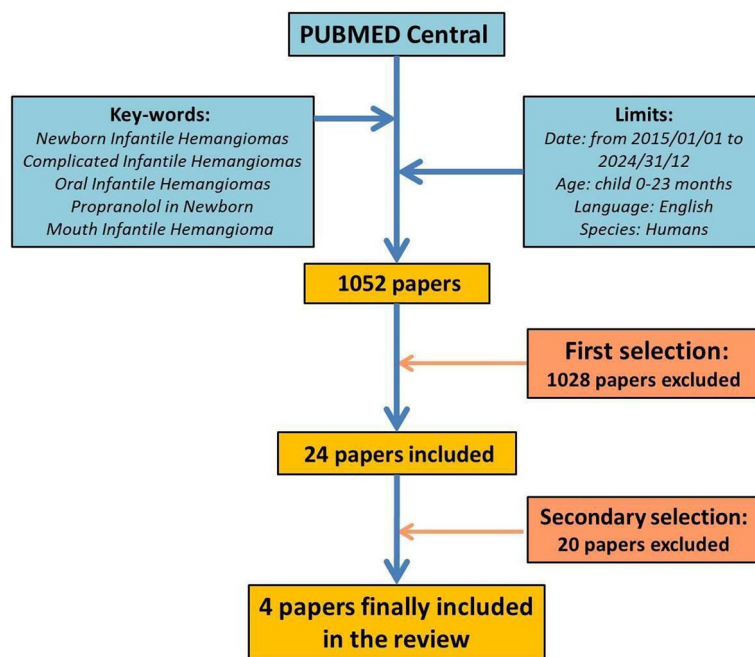 PUBMED Central
Key-words:
Newborn Infantile Hemangiomas
Complicated Infantile Hemangiomas
Oral Infantile Hemangiomas
Propranolol in Newborn
Mouth Infantile Hemangioma
Limits:
Date: from 2015/01/01 to
2024/31/12
Age: child 0-23 months
Language: English
Species: Humans
1052 papers
First selection:
1028 papers excluded
24 papers included
Secondary selection:
20 papers excluded
4 papers finally included
in the review